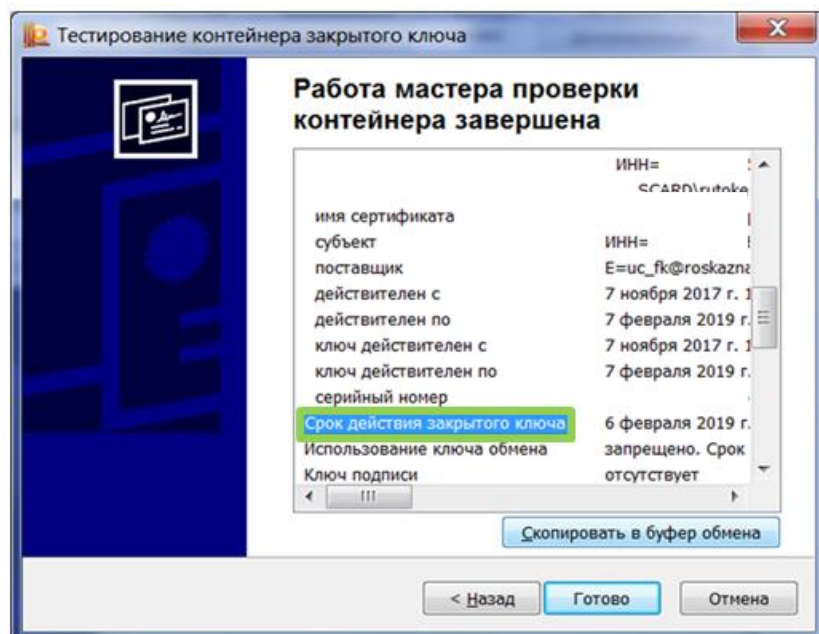 Тестирование контейнера закрытого ключа
Работа мастера проверки
контейнера завершена
ИНН=
SCARD\rutoke
имя сертификата
субъект ИНН=
поставщик E=uc_fk@roskazna
действителен с 7 ноября 2017 г. 1
действителен по 7 февраля 2019 г.
ключ действителен с 7 ноября 2017 г. 1
ключ действителен по 7 февраля 2019 г.
серийный номер
Срок действия закрытого ключа 6 февраля 2019 г.
Использование ключа обмена запрещено. Срок
Ключ подписи отсутствует
Скопировать в буфер обмена
< Назад Готово Отмена